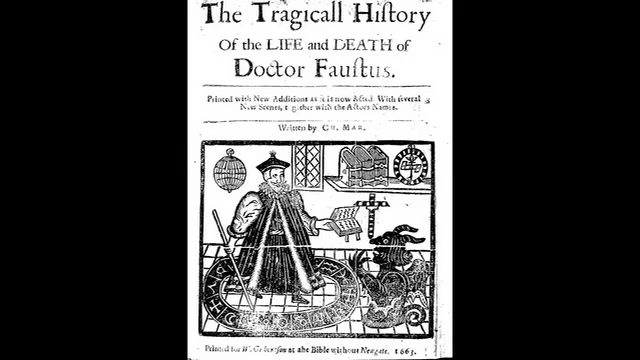 The Tragicall Hiſtory
Of the LIFE and DEATH of
Doctor Fauſtus.
Printed with New Additions as it is now Acted. With ſeveral
New Scenes, together with the Actors Names.
Written by CH. MAR.
Printed for W. Gilbertſon at the Bible without Newgate. 1663.